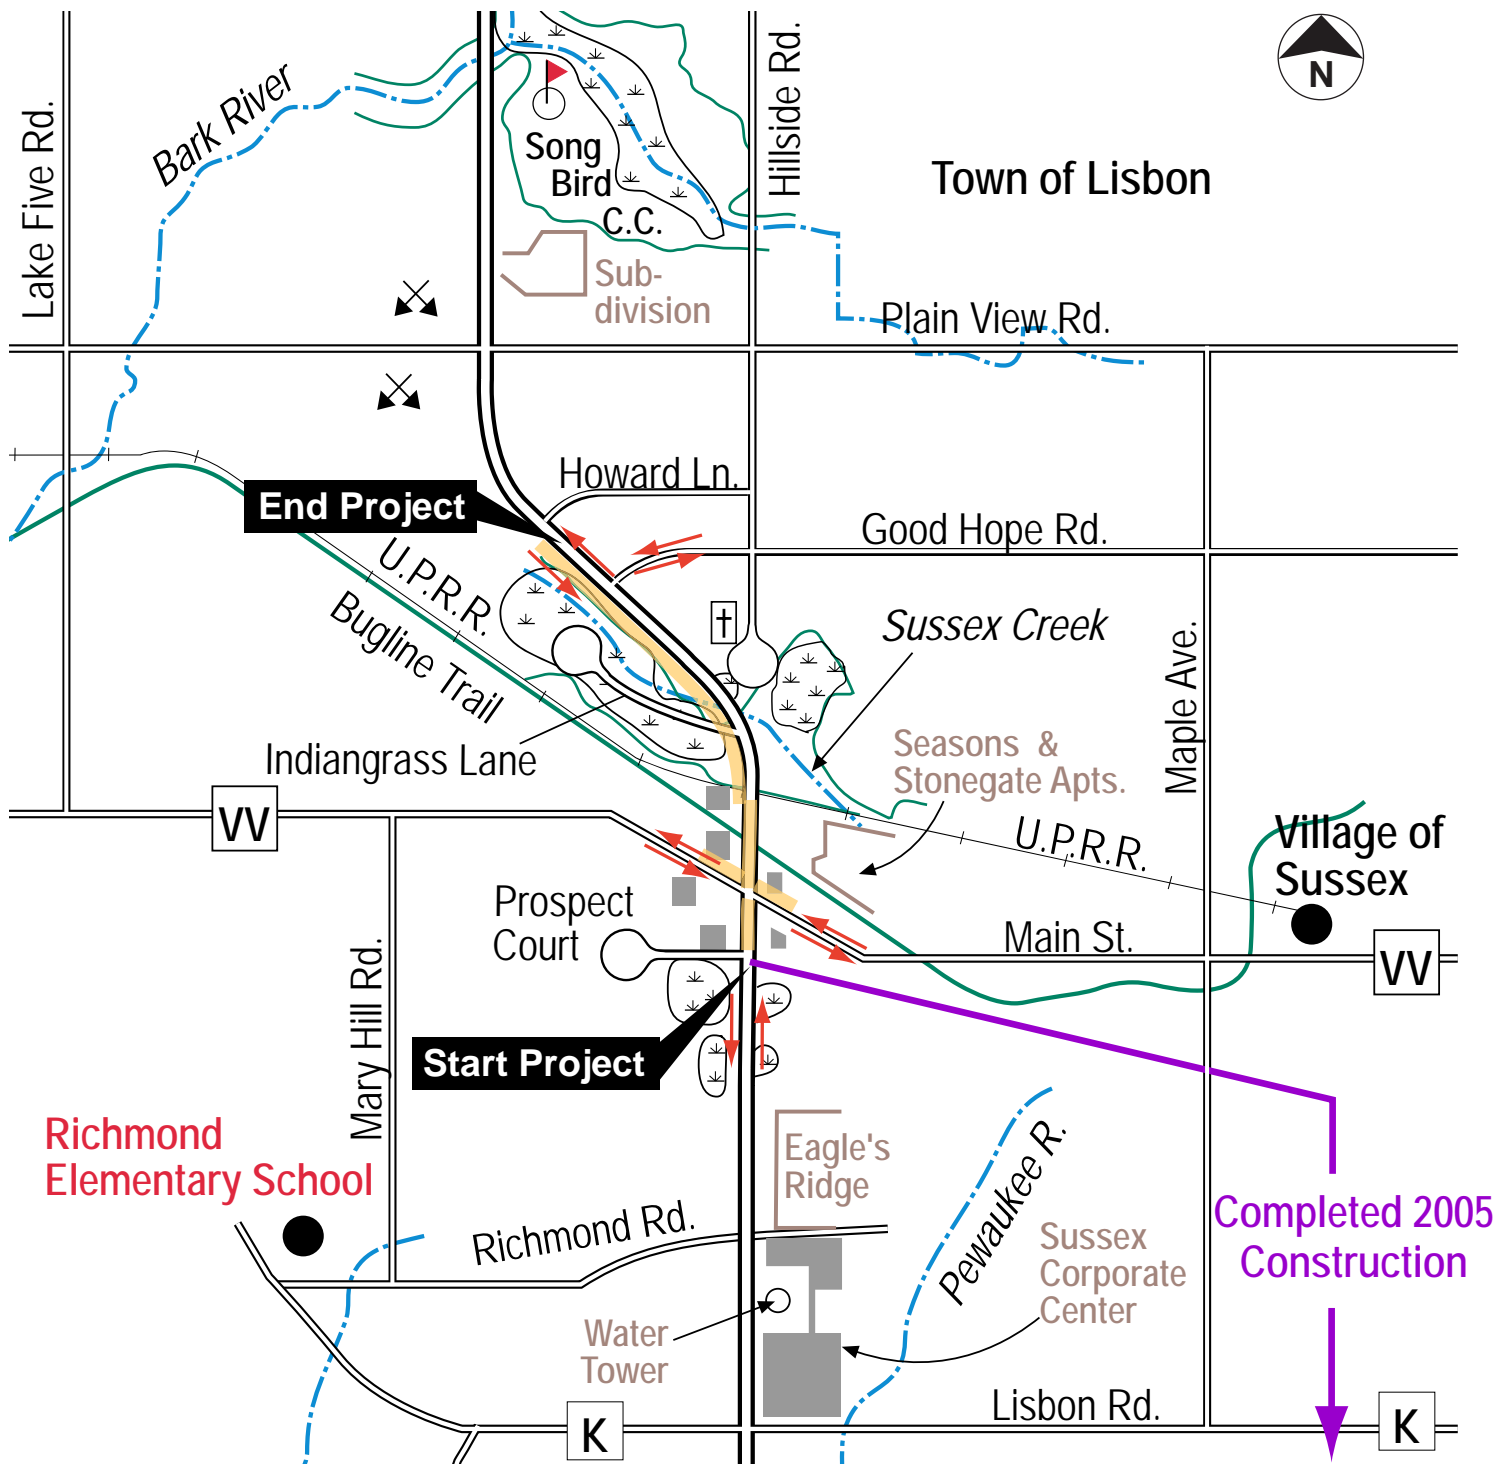 Lake Five Rd.
Bark River
Song
Bird
C.C.
Hillside Rd.
N
Town of Lisbon
Sub-
division
Plain View Rd.
Howard Ln.
End Project
Good Hope Rd.
U.P.R.R.
Bugline Trail
Sussex Creek
Maple Ave.
Indiangrass Lane
Seasons &
Stonegate Apts.
VV
U.P.R.R.
Village of
Sussex
Prospect
Court
Main St.
VV
Mary Hill Rd.
Start Project
Richmond
Elementary School
Eagle's
Ridge
Pewaukee R.
Richmond Rd.
Completed 2005
Construction
Sussex
Corporate
Center
Water
Tower
Lisbon Rd.
K
K